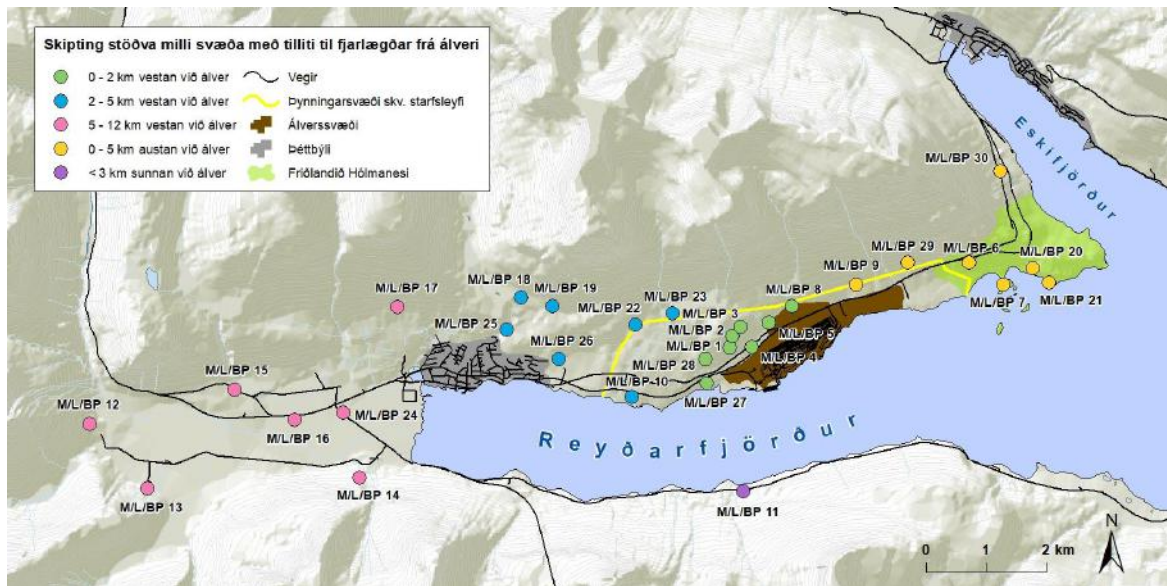 Skipting stöðva milli svæða með tilliti til fjarlægðar frá álveri
0 - 2 km vestan við álver
2 - 5 km vestan við álver
5 - 12 km vestan við álver
0 - 5 km austan við álver
< 3 km sunnan við álver
Vegir
Þynningarsvæði skv. starfsleyfi
Álverssvæði
Þéttbýli
Friðlandið Hólmanesi
Eskifjörður
M/L/BP 30
M/L/BP 29
M/L/BP 6
M/L/BP 20
M/L/BP 9
M/L/BP 7
M/L/BP 21
M/L/BP 18
M/L/BP 19
M/L/BP 17
M/L/BP 23
M/L/BP 8
M/L/BP 22
M/L/BP 3
M/L/BP 25
M/L/BP 2
M/L/BP 5
M/L/BP 26
M/L/BP 1
M/L/BP 4
M/L/BP 28
M/L/BP 15
M/L/BP 10
M/L/BP 27
M/L/BP 12
M/L/BP 24
M/L/BP 16
Reyðarfjörður
M/L/BP 14
M/L/BP 13
M/L/BP 11
N
0 1 2 km